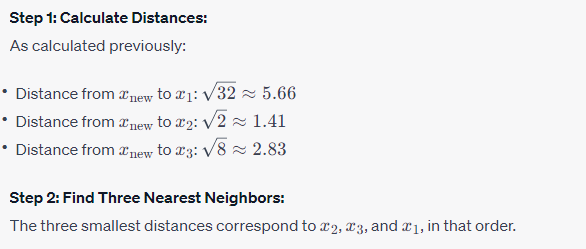 Step 1: Calculate Distances:
As calculated previously:
• Distance from $x_{\text{new}}$ to $x_1$: $\sqrt{32} \approx 5.66$
• Distance from $x_{\text{new}}$ to $x_2$: $\sqrt{2} \approx 1.41$
• Distance from $x_{\text{new}}$ to $x_3$: $\sqrt{8} \approx 2.83$
Step 2: Find Three Nearest Neighbors:
The three smallest distances correspond to $x_2$, $x_3$, and $x_1$, in that order.